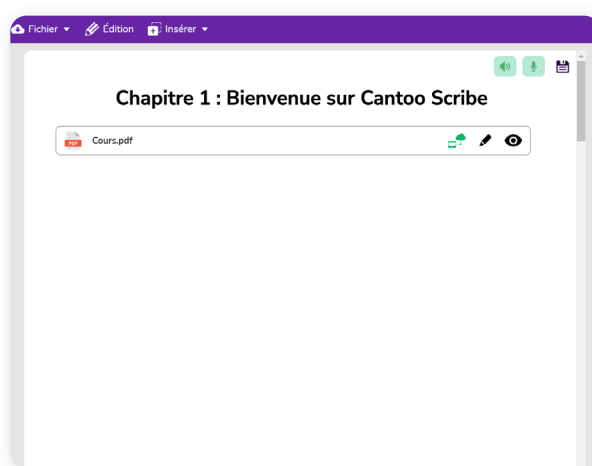 Fichier Édition Insérer
Chapitre 1 : Bienvenue sur Cantoo Scribe
PDF Cours.pdf